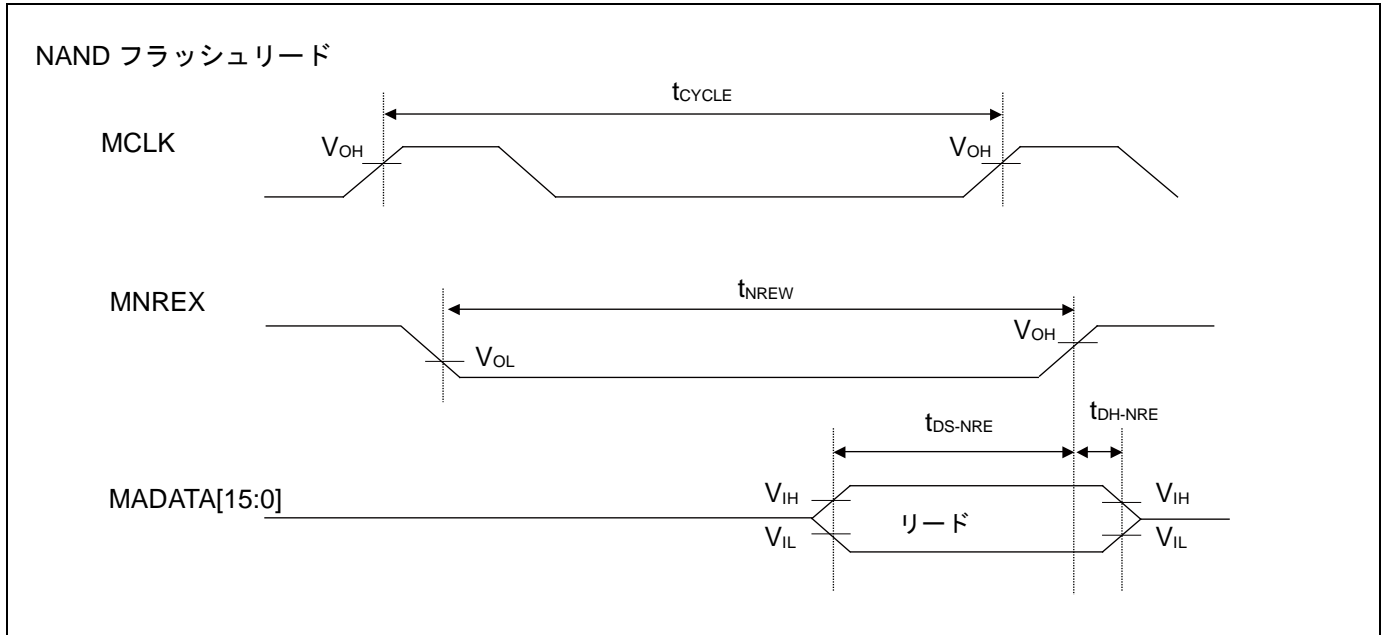 NAND フラッシュリード
tCYCLE
MCLK
VOH
VOH
MNREX
tNREW
VOL
VOH
tDS-NRE
tDH-NRE
MADATA[15:0]
VIH
VIL
リード
VIH
VIL